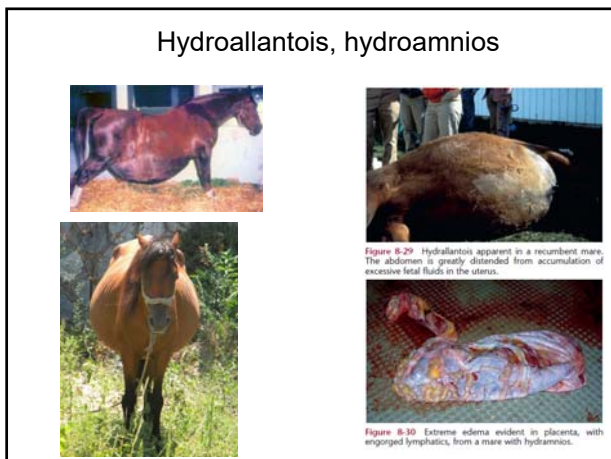 Hydroallantois, hydroamnios
Figure 8-29 Hydrallantois apparent in a recumbent mare.
The abdomen is greatly distended from accumulation of
excessive fetal fluids in the uterus.
Figure 8-30 Extreme edema evident in placenta, with
engorged lymphatics, from a mare with hydramnios.